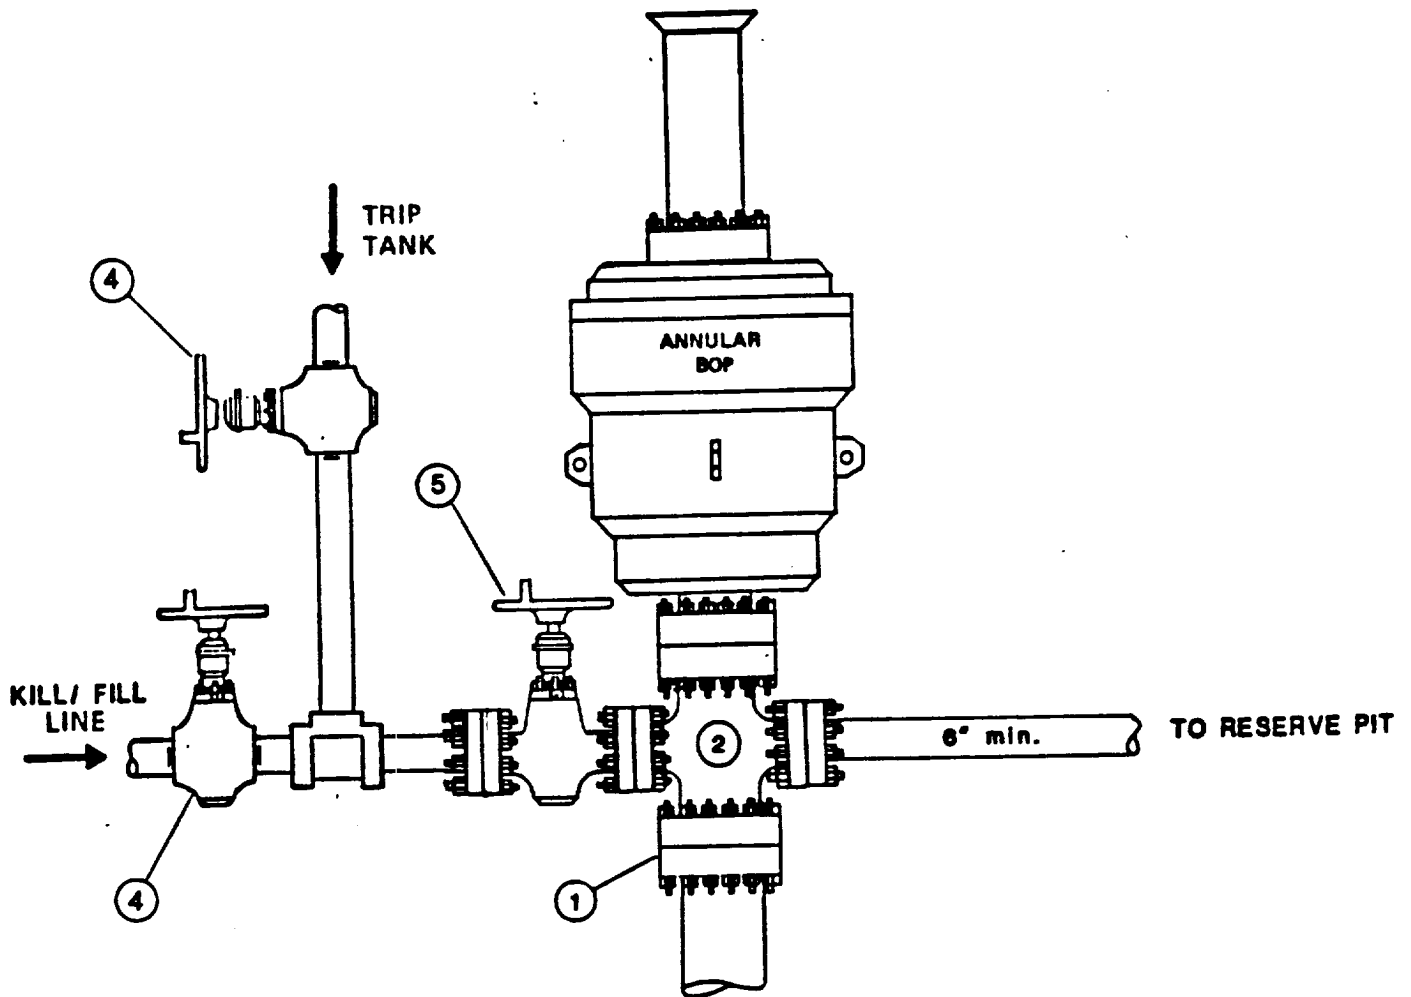 TRIP
TANK
4
ANNULAR
BOP
5
KILL/ FILL
LINE
2
6" min.
TO RESERVE PIT
4
1